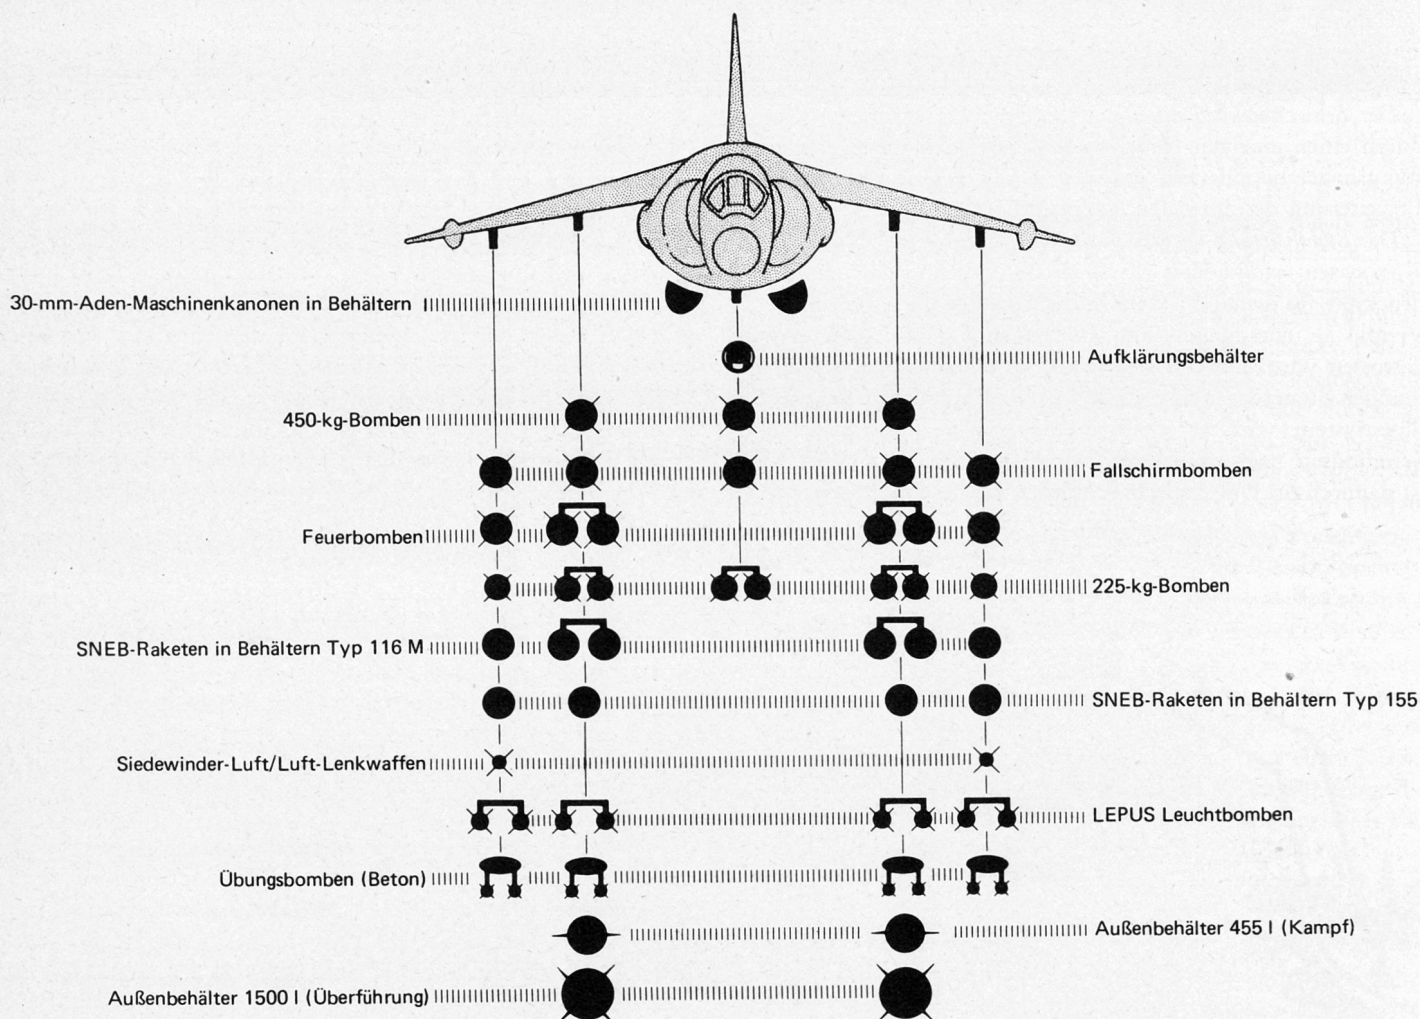 30-mm-Aden-Maschinenkanonen in Behältern
Aufklärungsbehälter
450-kg-Bomben
Fallschirmbomben
Feuerbomben
225-kg-Bomben
SNEB-Raketen in Behältern Typ 116 M
SNEB-Raketen in Behältern Typ 155
Siedewinder-Luft/Luft-Lenkwaffen
LEPUS Leuchtbomben
Übungsbomben (Beton)
Außenbehälter 455 l (Kampf)
Außenbehälter 1500 l (Überführung)